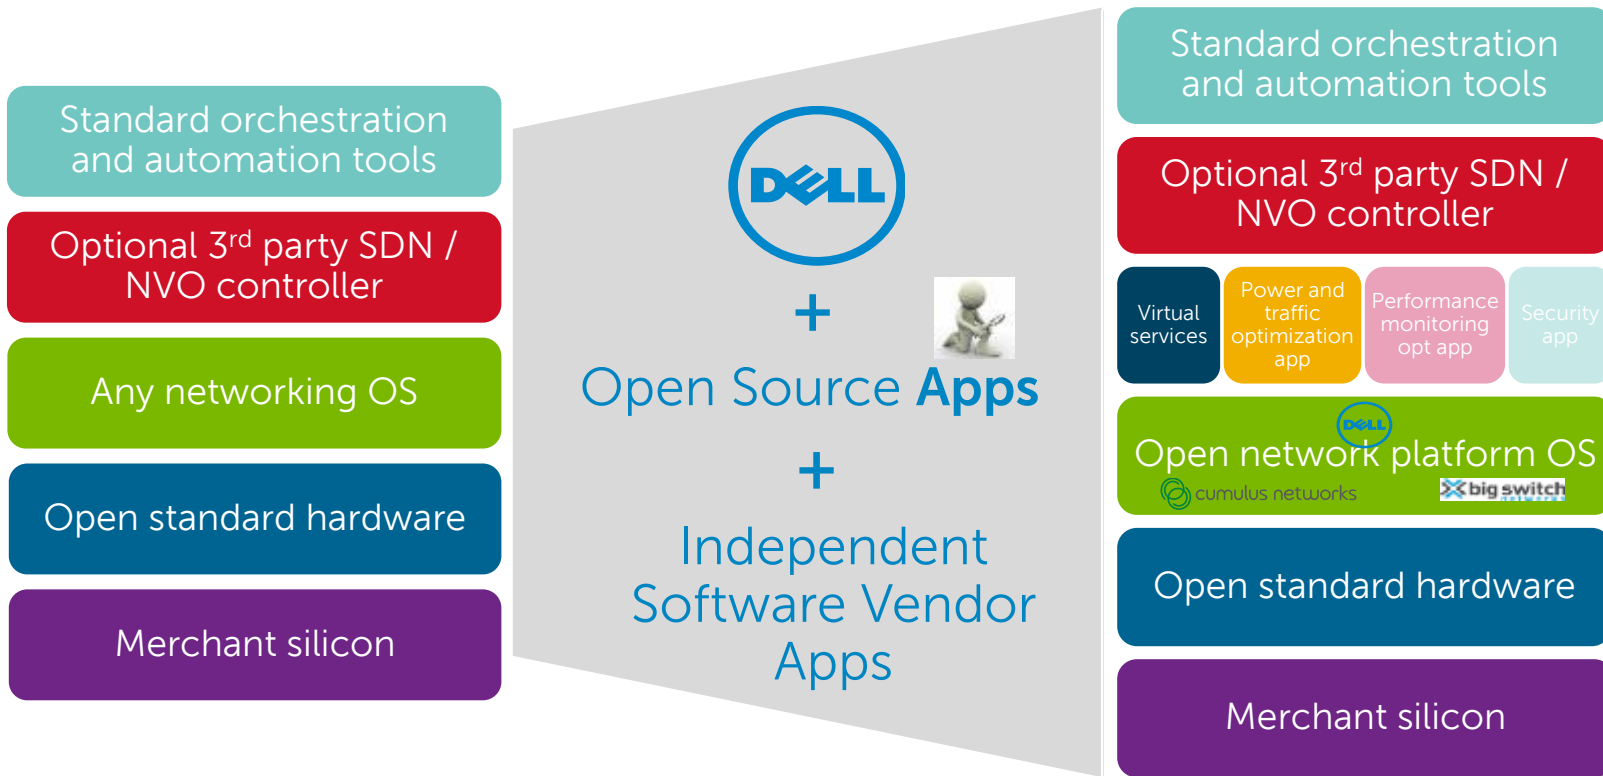 Standard orchestration
and automation tools
Optional 3rd party SDN /
NVO controller
Any networking OS
Open standard hardware
Merchant silicon
DELL
+
Open Source Apps
+
Independent
Software Vendor
Apps
Standard orchestration
and automation tools
Optional 3rd party SDN /
NVO controller
Virtual
services
Power and
traffic
optimization
app
Performance
monitoring
opt app
Security
app
DELL
Open network platform OS
cumulus networks
big switch
networks
Open standard hardware
Merchant silicon